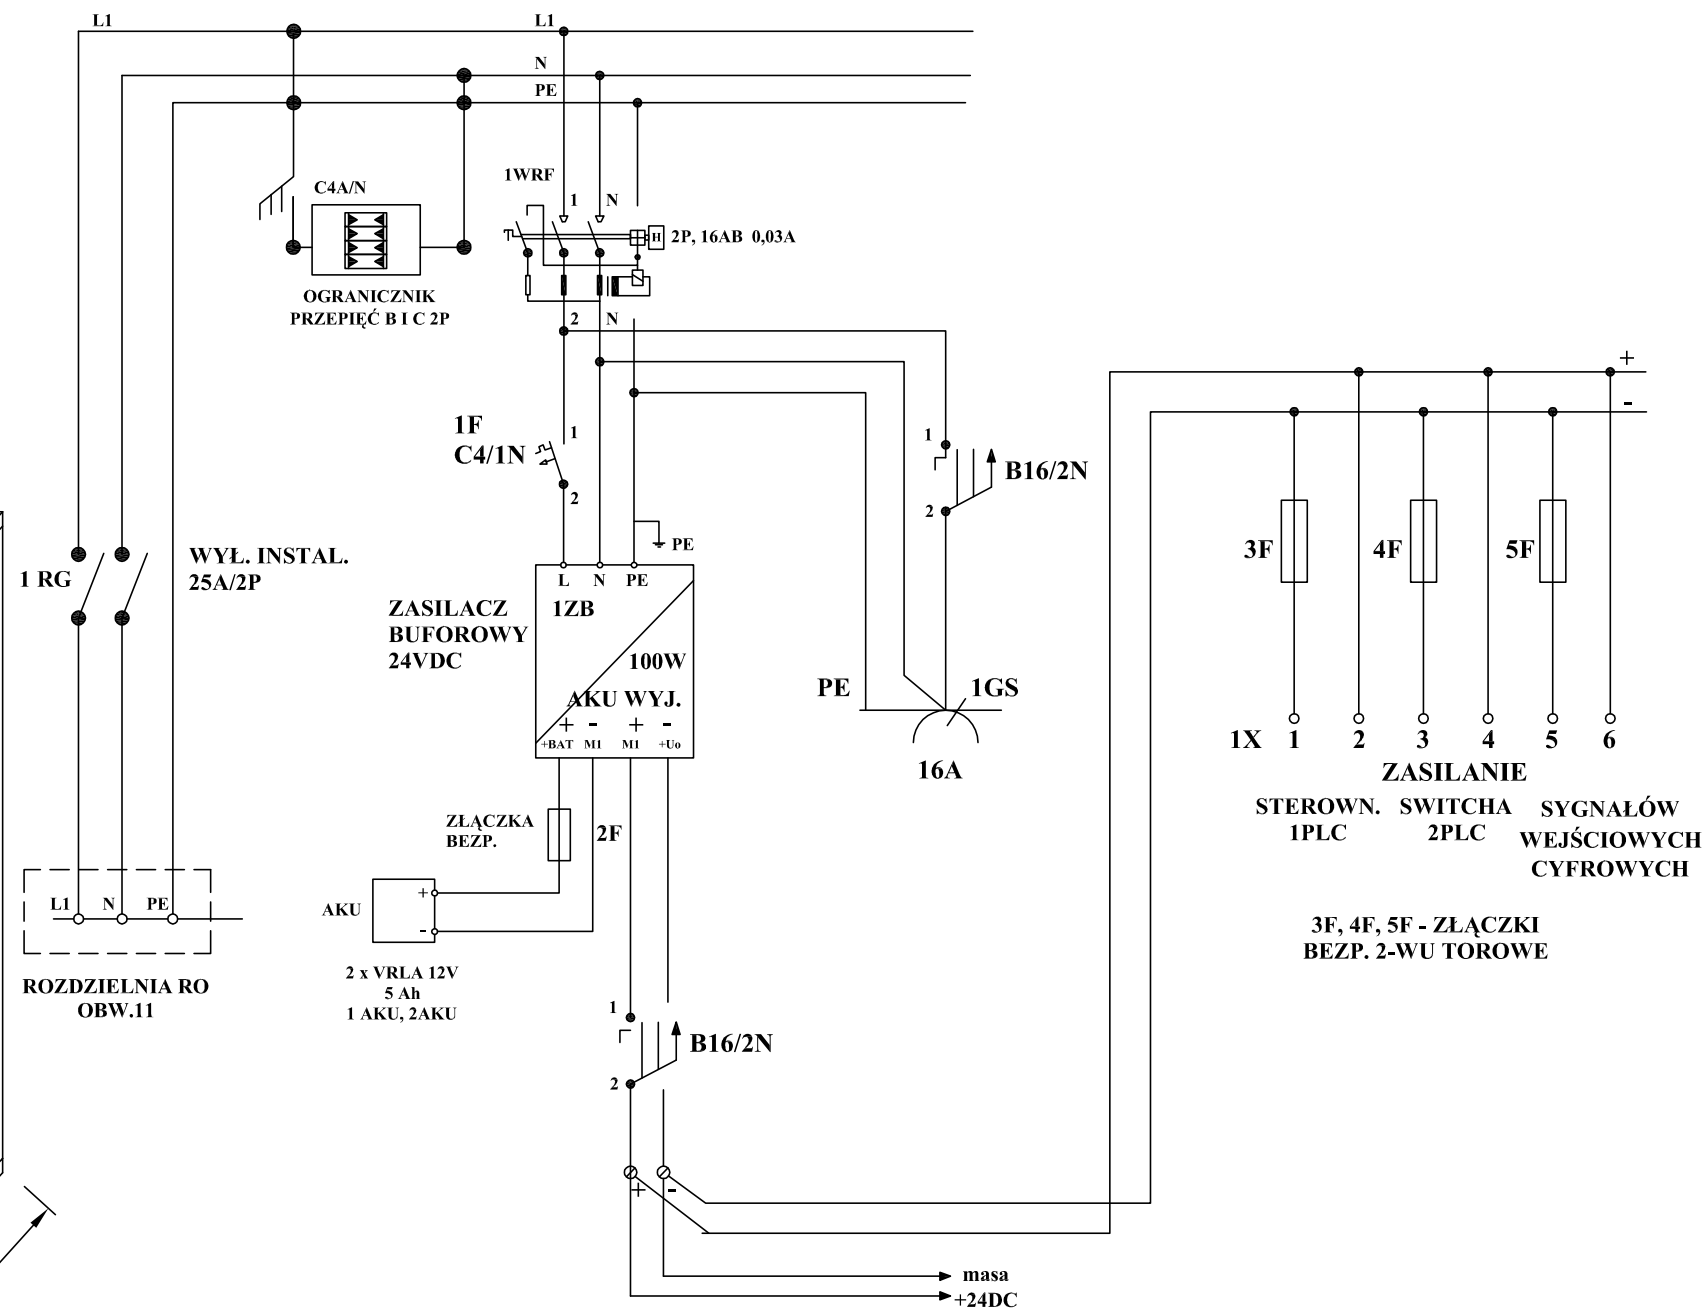 L1
L1
N
PE
1WRF
C4A/N
1
N
H
2P, 16AB 0,03A
OGRANICZNIK
PRZEPIĘĆ B I C 2P
2
N
+
-
1F
C4/1N
1
2
1
B16/2N
2
PE
1 RG
WYŁ. INSTAL.
25A/2P
3F
4F
5F
L
N
PE
1ZB
ZASILACZ
BUFOROWY
24VDC
100W
AKU WYJ.
+
-
+
-
+BAT
M1
M1
+Uo
PE
1GS
16A
1X
1
2
3
4
5
6
ZASILANIE
STEROWN.
1PLC
SWITCHA
2PLC
SYGNAŁÓW
WEJŚCIOWYCH
CYFROWYCH
ZŁĄCZKA
BEZP.
2F
AKU
+
-
L1
N
PE
ROZDZIELNIA RO
OBW.11
2 x VRLA 12V
5 Ah
1 AKU, 2AKU
3F, 4F, 5F - ZŁĄCZKI
BEZP. 2-WU TOROWE
1
B16/2N
2
+
-
masa
+24DC